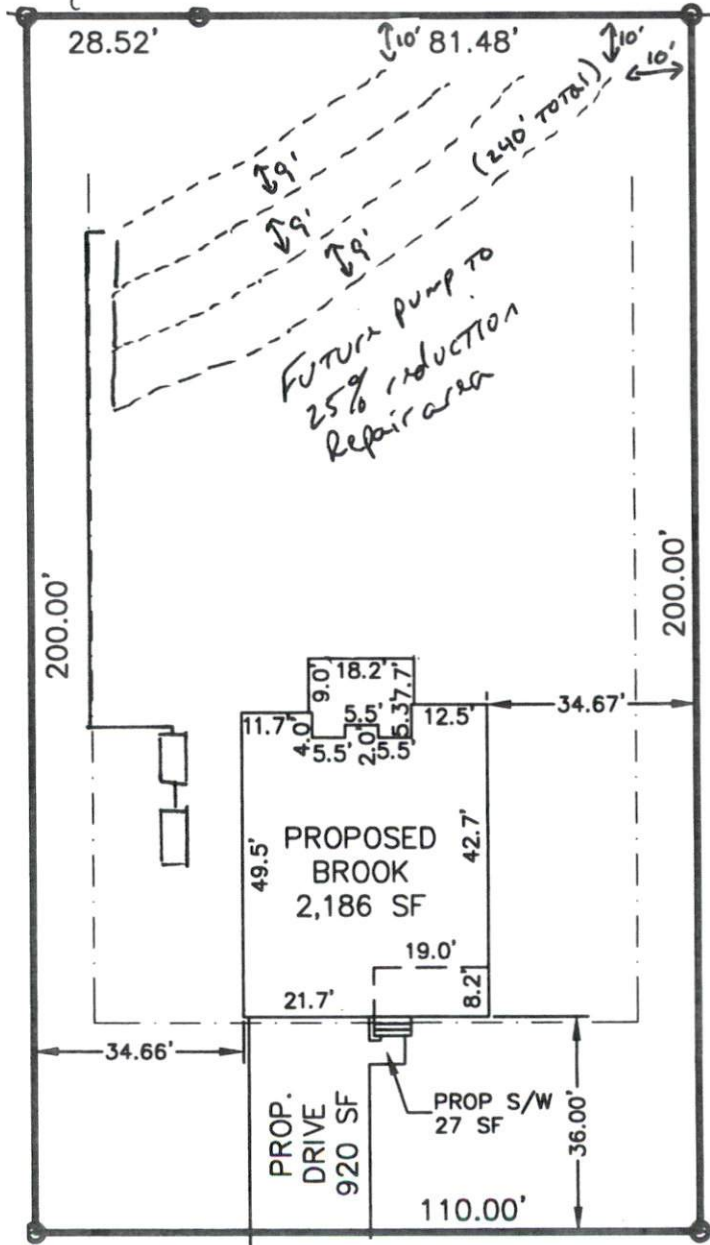 28.52'
10'
81.48'
10'
10'
(240' TOTAL)
9'
9'
9'
Future pump to
25% reduction
Repair area
200.00'
200.00'
18.2'
9.0'
7.7'
11.7'
4.0'
5.5'
5.3'
12.5'
34.67'
5.5'
2.0'
5.5'
49.5'
PROPOSED
BROOK
2,186 SF
42.7'
19.0'
8.2'
21.7'
34.66'
PROP.
DRIVE
920 SF
PROP S/W
27 SF
36.00'
110.00'